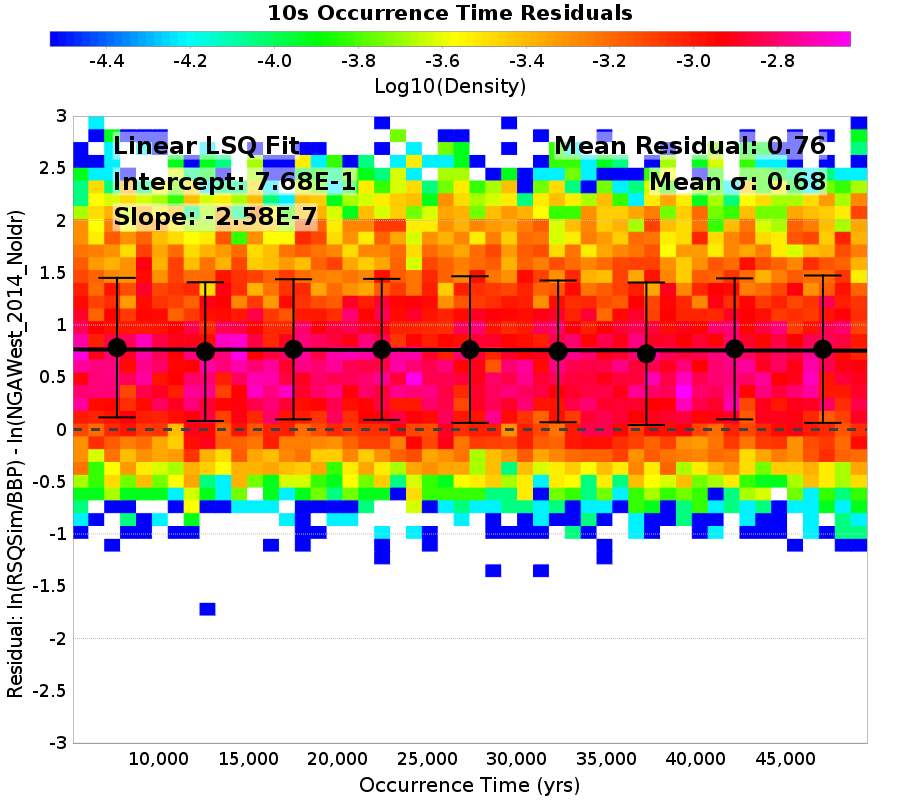 10s Occurrence Time Residuals
-4.4 -4.2 -4.0 -3.8 -3.6 -3.4 -3.2 -3.0 -2.8
Log10(Density)
Linear LSQ Fit
Intercept: 7.68E-1
Slope: -2.58E-7
Mean Residual: 0.76
Mean σ: 0.68
Residual: ln(RSQSim/BBP) - ln(NGAWest_2014_NoIdr)
3
2.5
2
1.5
1
0.5
0
-0.5
-1
-1.5
-2
-2.5
-3
10,000 15,000 20,000 25,000 30,000 35,000 40,000 45,000
Occurrence Time (yrs)